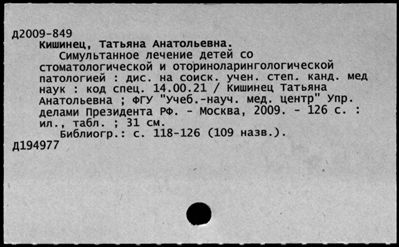 Д2009-849
Кишинец, Татьяна Анатольевна.
Симультанное лечение детей со
стоматологической и оториноларингологической
патологией : дис. на соиск. учен. степ. канд. мед
наук : код спец. 14.00.21 / Кишинец Татьяна
Анатольевна ; ФГУ "Учеб.-науч. мед. центр" Упр.
делами Президента РФ. - Москва, 2009. - 126 с. :
ил., табл. ; 31 см.
Библиогр.: с. 118-126 (109 назв.).
Д194977